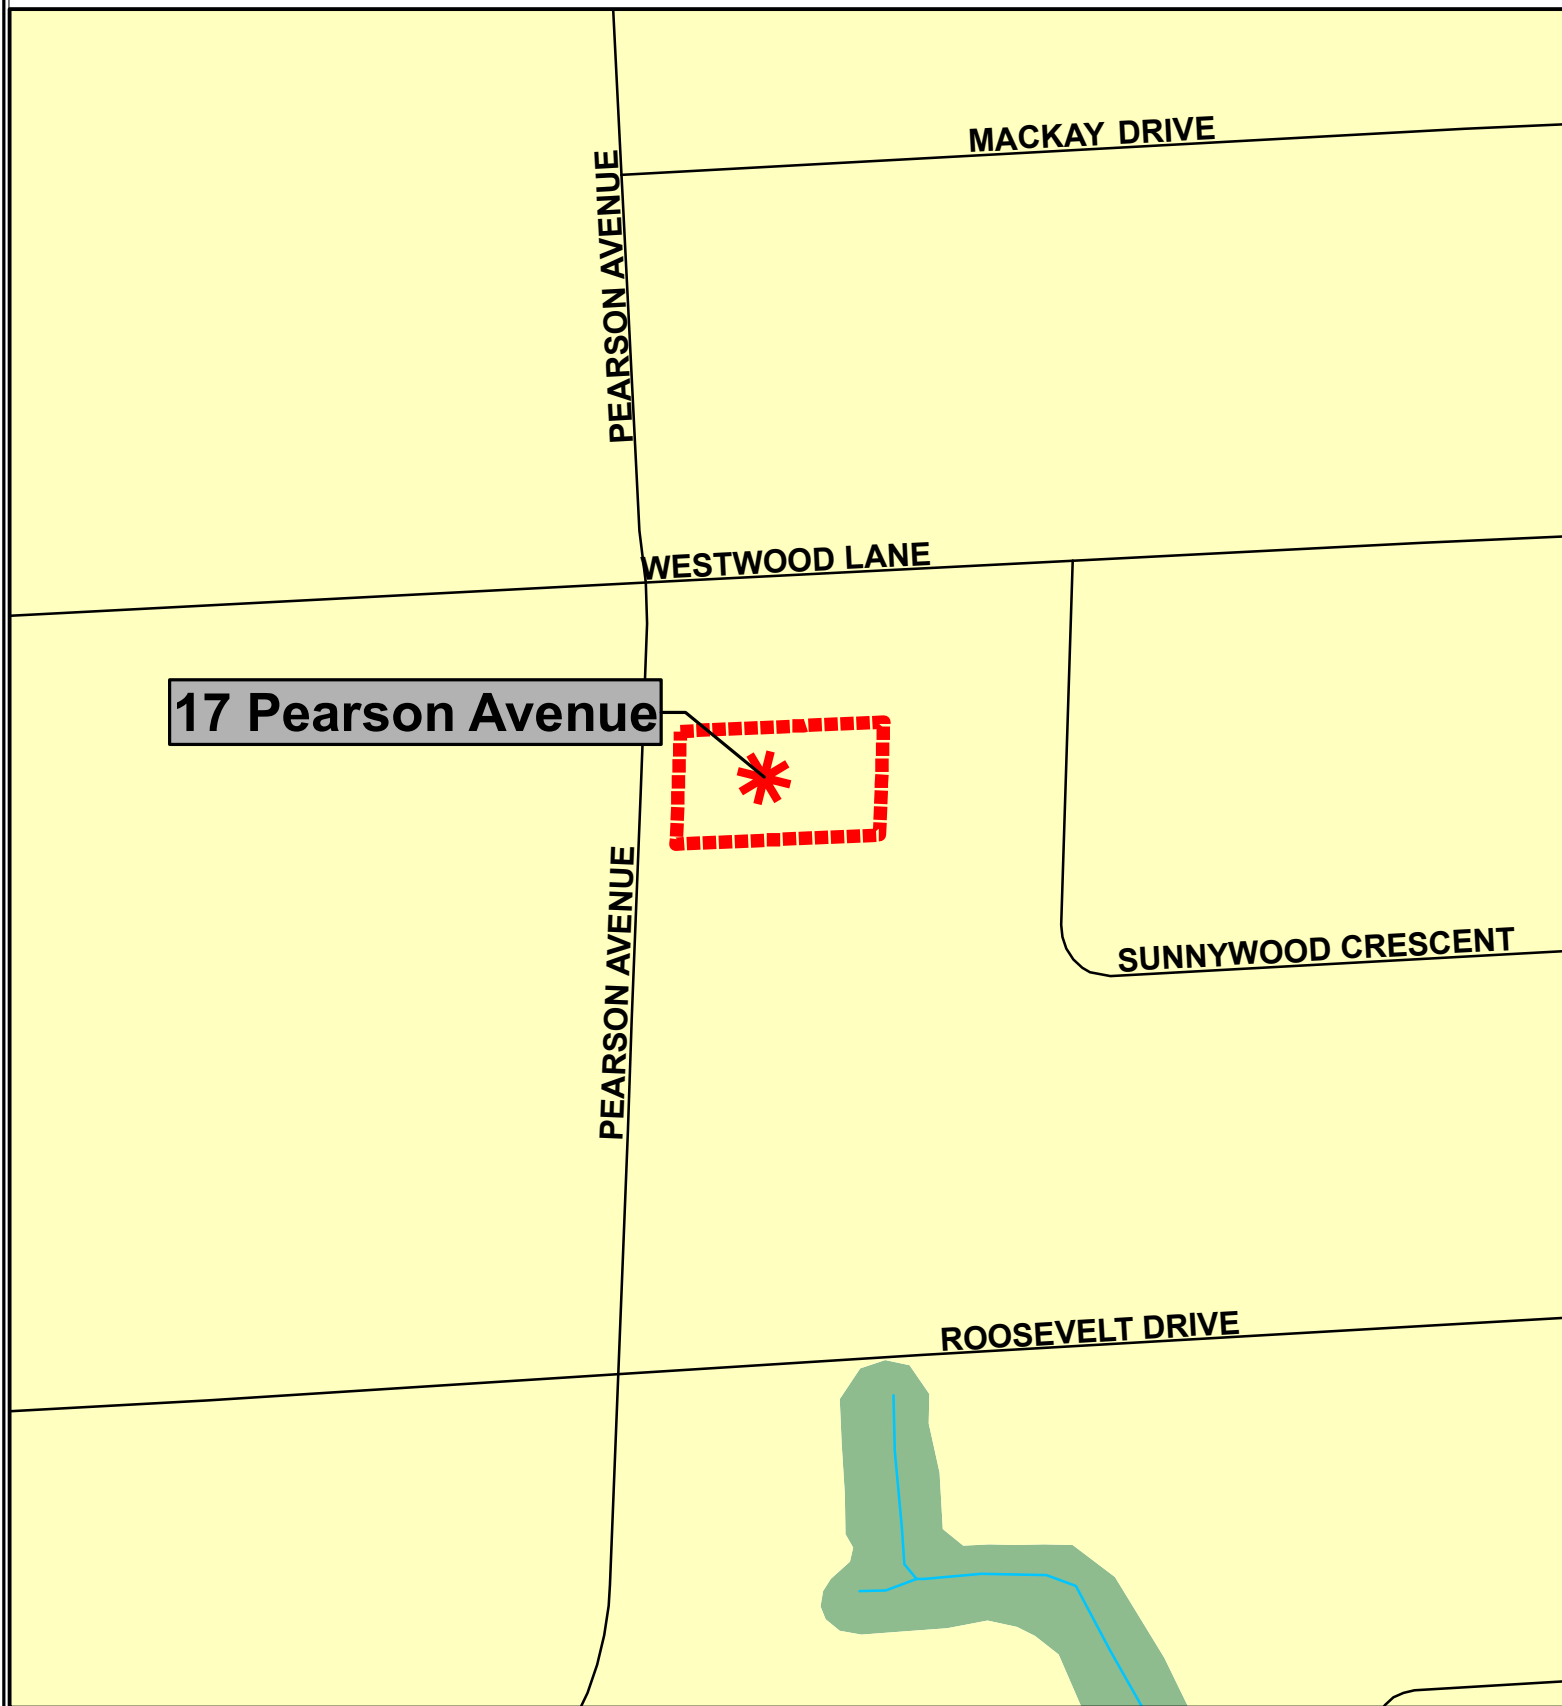 MACKAY DRIVE
PEARSON AVENUE
WESTWOOD LANE
17 Pearson Avenue
PEARSON AVENUE
SUNNYWOOD CRESCENT
ROOSEVELT DRIVE